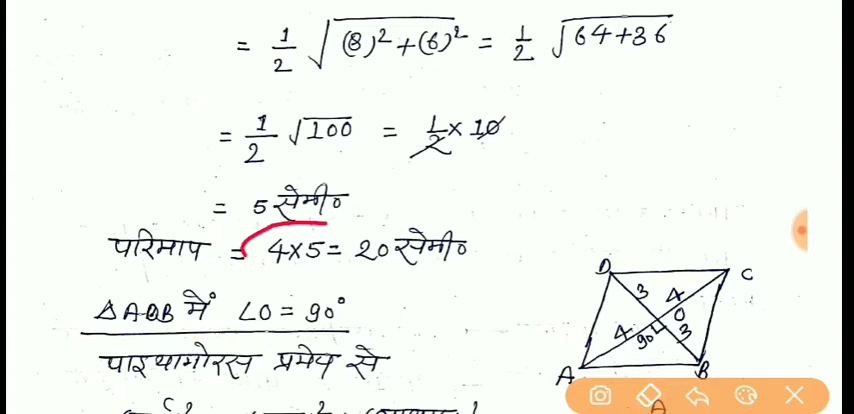 = 1/2 √(8)² + (6)² = 1/2 √64+36
= 1/2 √100 = 1/2 × 10
= 5 सेमी०
परिमाप = 4×5 = 20 सेमी०
△AOB में ∠O = 90°
पाइथागोरस प्रमेय से
D C
3 4
O
4 90 3
A B
A